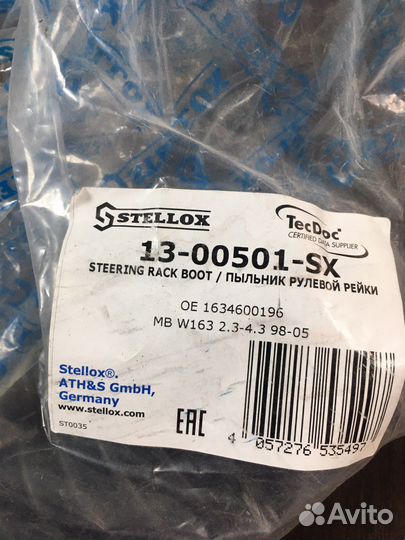 STELLOX
TecDoc
CERTIFIED DATA SUPPLIER
13-00501-SX
STEERING RACK BOOT / ПЫЛЬНИК РУЛЕВОЙ РЕЙКИ
OE 1634600196
MB W163 2.3-4.3 98-05
Stellox®.
ATH&S GmbH,
Germany
www.stellox.com
ST0035
EAC
4 057276 535497
Avito